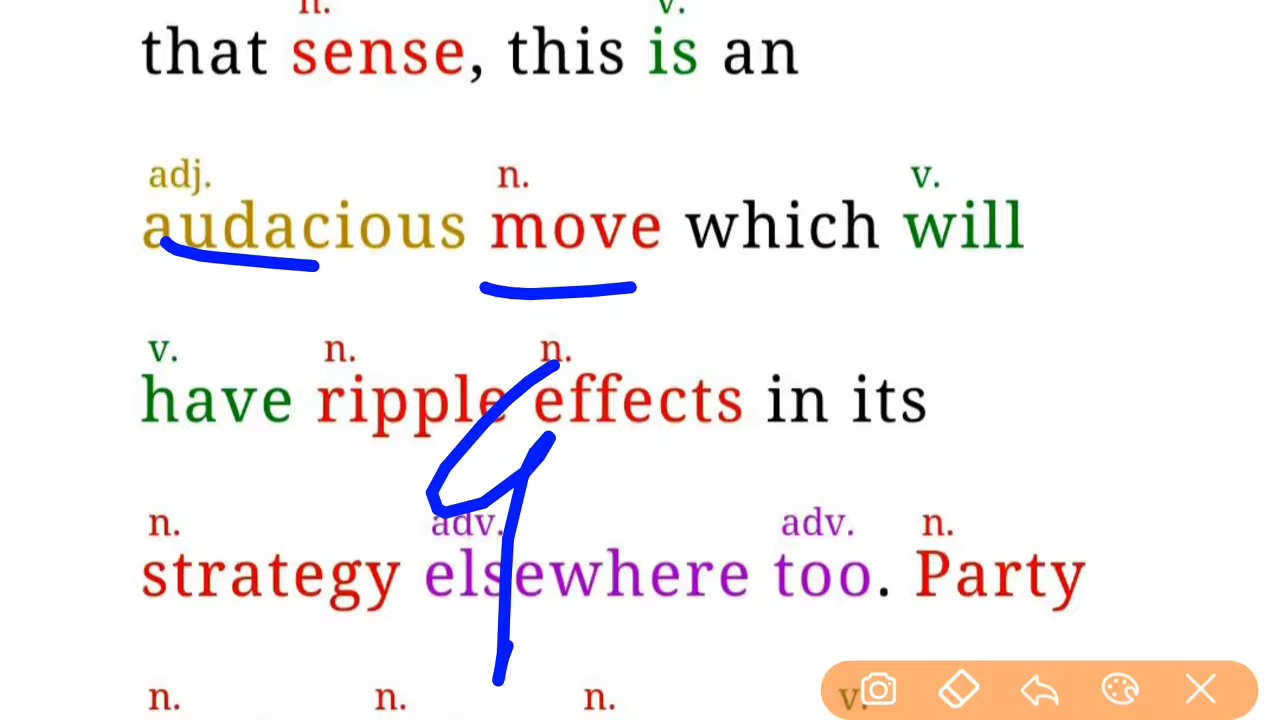 n. v.
that sense, this is an
adj. n. v.
audacious move which will
v. n. n.
have ripple effects in its
n. adv. adv. n.
strategy elsewhere too. Party
n. n. n. v.